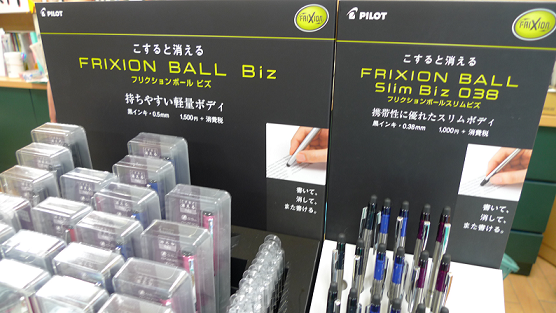 PILOT
FRIXION
こすると消える
FRIXION BALL Biz
フリクションボール ビズ
持ちやすい軽量ボディ
黒インキ・0.5mm 1,500円+消費税
書いて、
消して、
また書ける。
PILOT
FRIXION
こすると消える
FRIXION BALL
Slim Biz 038
フリクションボールスリムビズ
携帯性に優れたスリムボディ
黒インキ・0.38mm 1,000円+消費税
書いて、
消して、
また書ける。